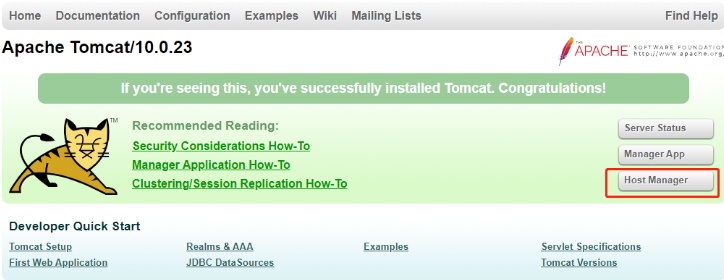 Home Documentation Configuration Examples Wiki Mailing Lists Find Help
Apache Tomcat/10.0.23
THE
APACHE SOFTWARE FOUNDATION
http://www.apache.org/
If you're seeing this, you've successfully installed Tomcat. Congratulations!
TM
Recommended Reading:
Security Considerations How-To
Manager Application How-To
Clustering/Session Replication How-To
Server Status
Manager App
Host Manager
Developer Quick Start
Tomcat Setup
First Web Application
Realms & AAA
JDBC DataSources
Examples
Servlet Specifications
Tomcat Versions